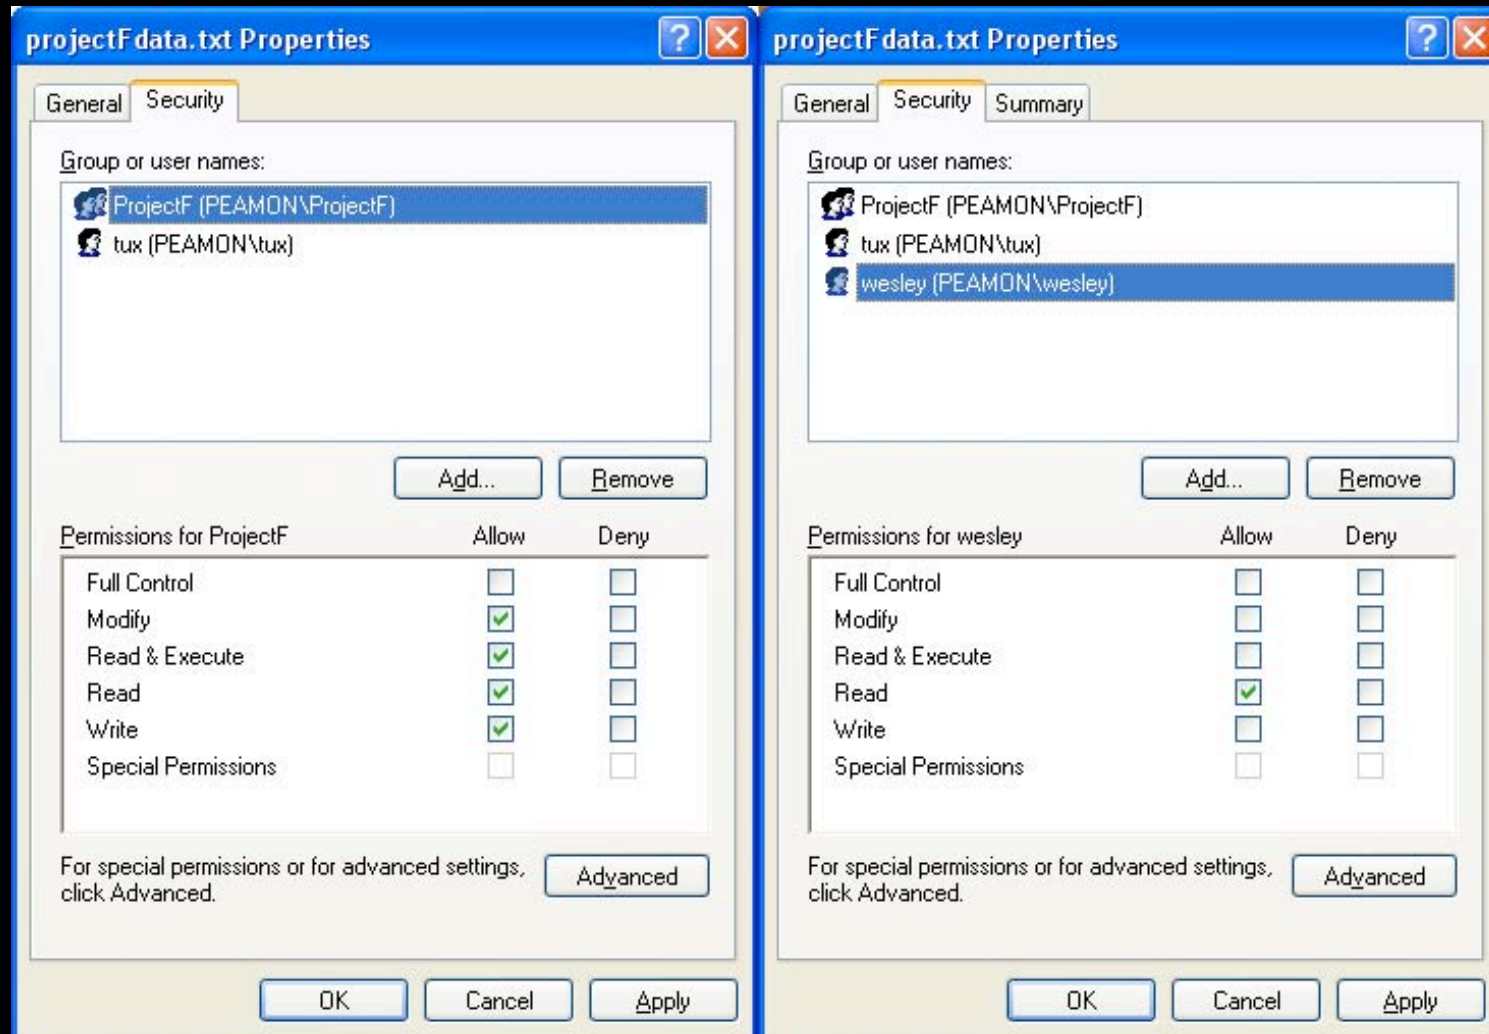 projectFdata.txt Properties
General Security
Group or user names:
ProjectF (PEAMON\ProjectF)
tux (PEAMON\tux)
Add... Remove
Permissions for ProjectF Allow Deny
Full Control
Modify
Read & Execute
Read
Write
Special Permissions
For special permissions or for advanced settings,
click Advanced.
Advanced
OK Cancel Apply
projectFdata.txt Properties
General Security Summary
Group or user names:
ProjectF (PEAMON\ProjectF)
tux (PEAMON\tux)
wesley (PEAMON\wesley)
Add... Remove
Permissions for wesley Allow Deny
Full Control
Modify
Read & Execute
Read
Write
Special Permissions
For special permissions or for advanced settings,
click Advanced.
Advanced
OK Cancel Apply